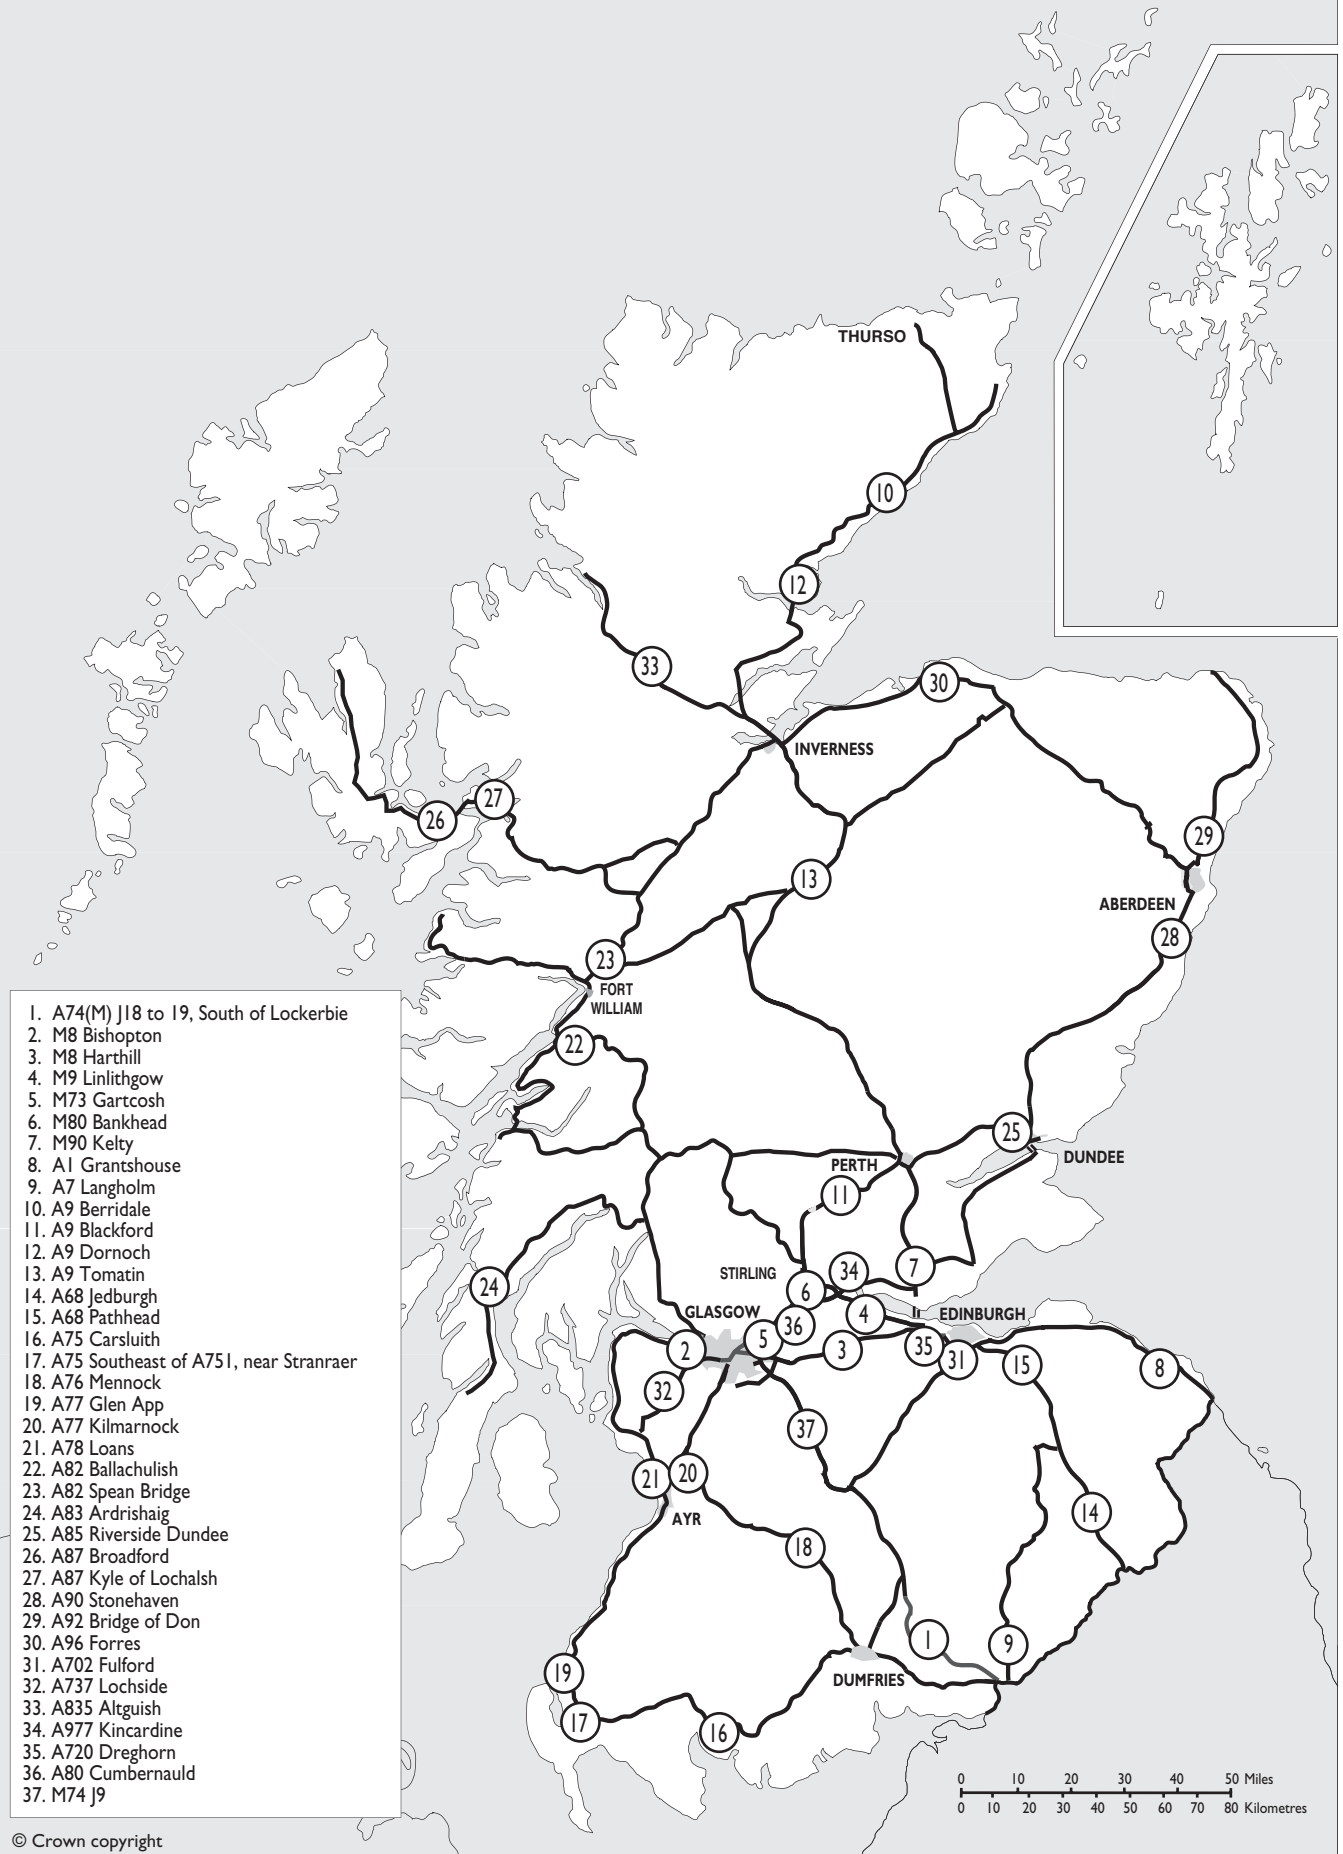 THURSO
10
12
33
30
INVERNESS
27
26
29
13
ABERDEEN
28
23
FORT
WILLIAM
22
25
DUNDEE
PERTH
11
STIRLING
34
7
24
6
GLASGOW
4
EDINBURGH
36
5
2
3
35
31
15
8
32
37
21
20
AYR
14
18
1
9
19
DUMFRIES
17
16
1. A74(M) J18 to 19, South of Lockerbie
2. M8 Bishopton
3. M8 Harthill
4. M9 Linlithgow
5. M73 Gartcosh
6. M80 Bankhead
7. M90 Kelty
8. A1 Grantshouse
9. A7 Langholm
10. A9 Berridale
11. A9 Blackford
12. A9 Dornoch
13. A9 Tomatin
14. A68 Jedburgh
15. A68 Pathhead
16. A75 Carsluith
17. A75 Southeast of A751, near Stranraer
18. A76 Mennock
19. A77 Glen App
20. A77 Kilmarnock
21. A78 Loans
22. A82 Ballachulish
23. A82 Spean Bridge
24. A83 Ardrishaig
25. A85 Riverside Dundee
26. A87 Broadford
27. A87 Kyle of Lochalsh
28. A90 Stonehaven
29. A92 Bridge of Don
30. A96 Forres
31. A702 Fulford
32. A737 Lochside
33. A835 Altguish
34. A977 Kincardine
35. A720 Dreghorn
36. A80 Cumbernauld
37. M74 J9
0 10 20 30 40 50 Miles
0 10 20 30 40 50 60 70 80 Kilometres
© Crown copyright